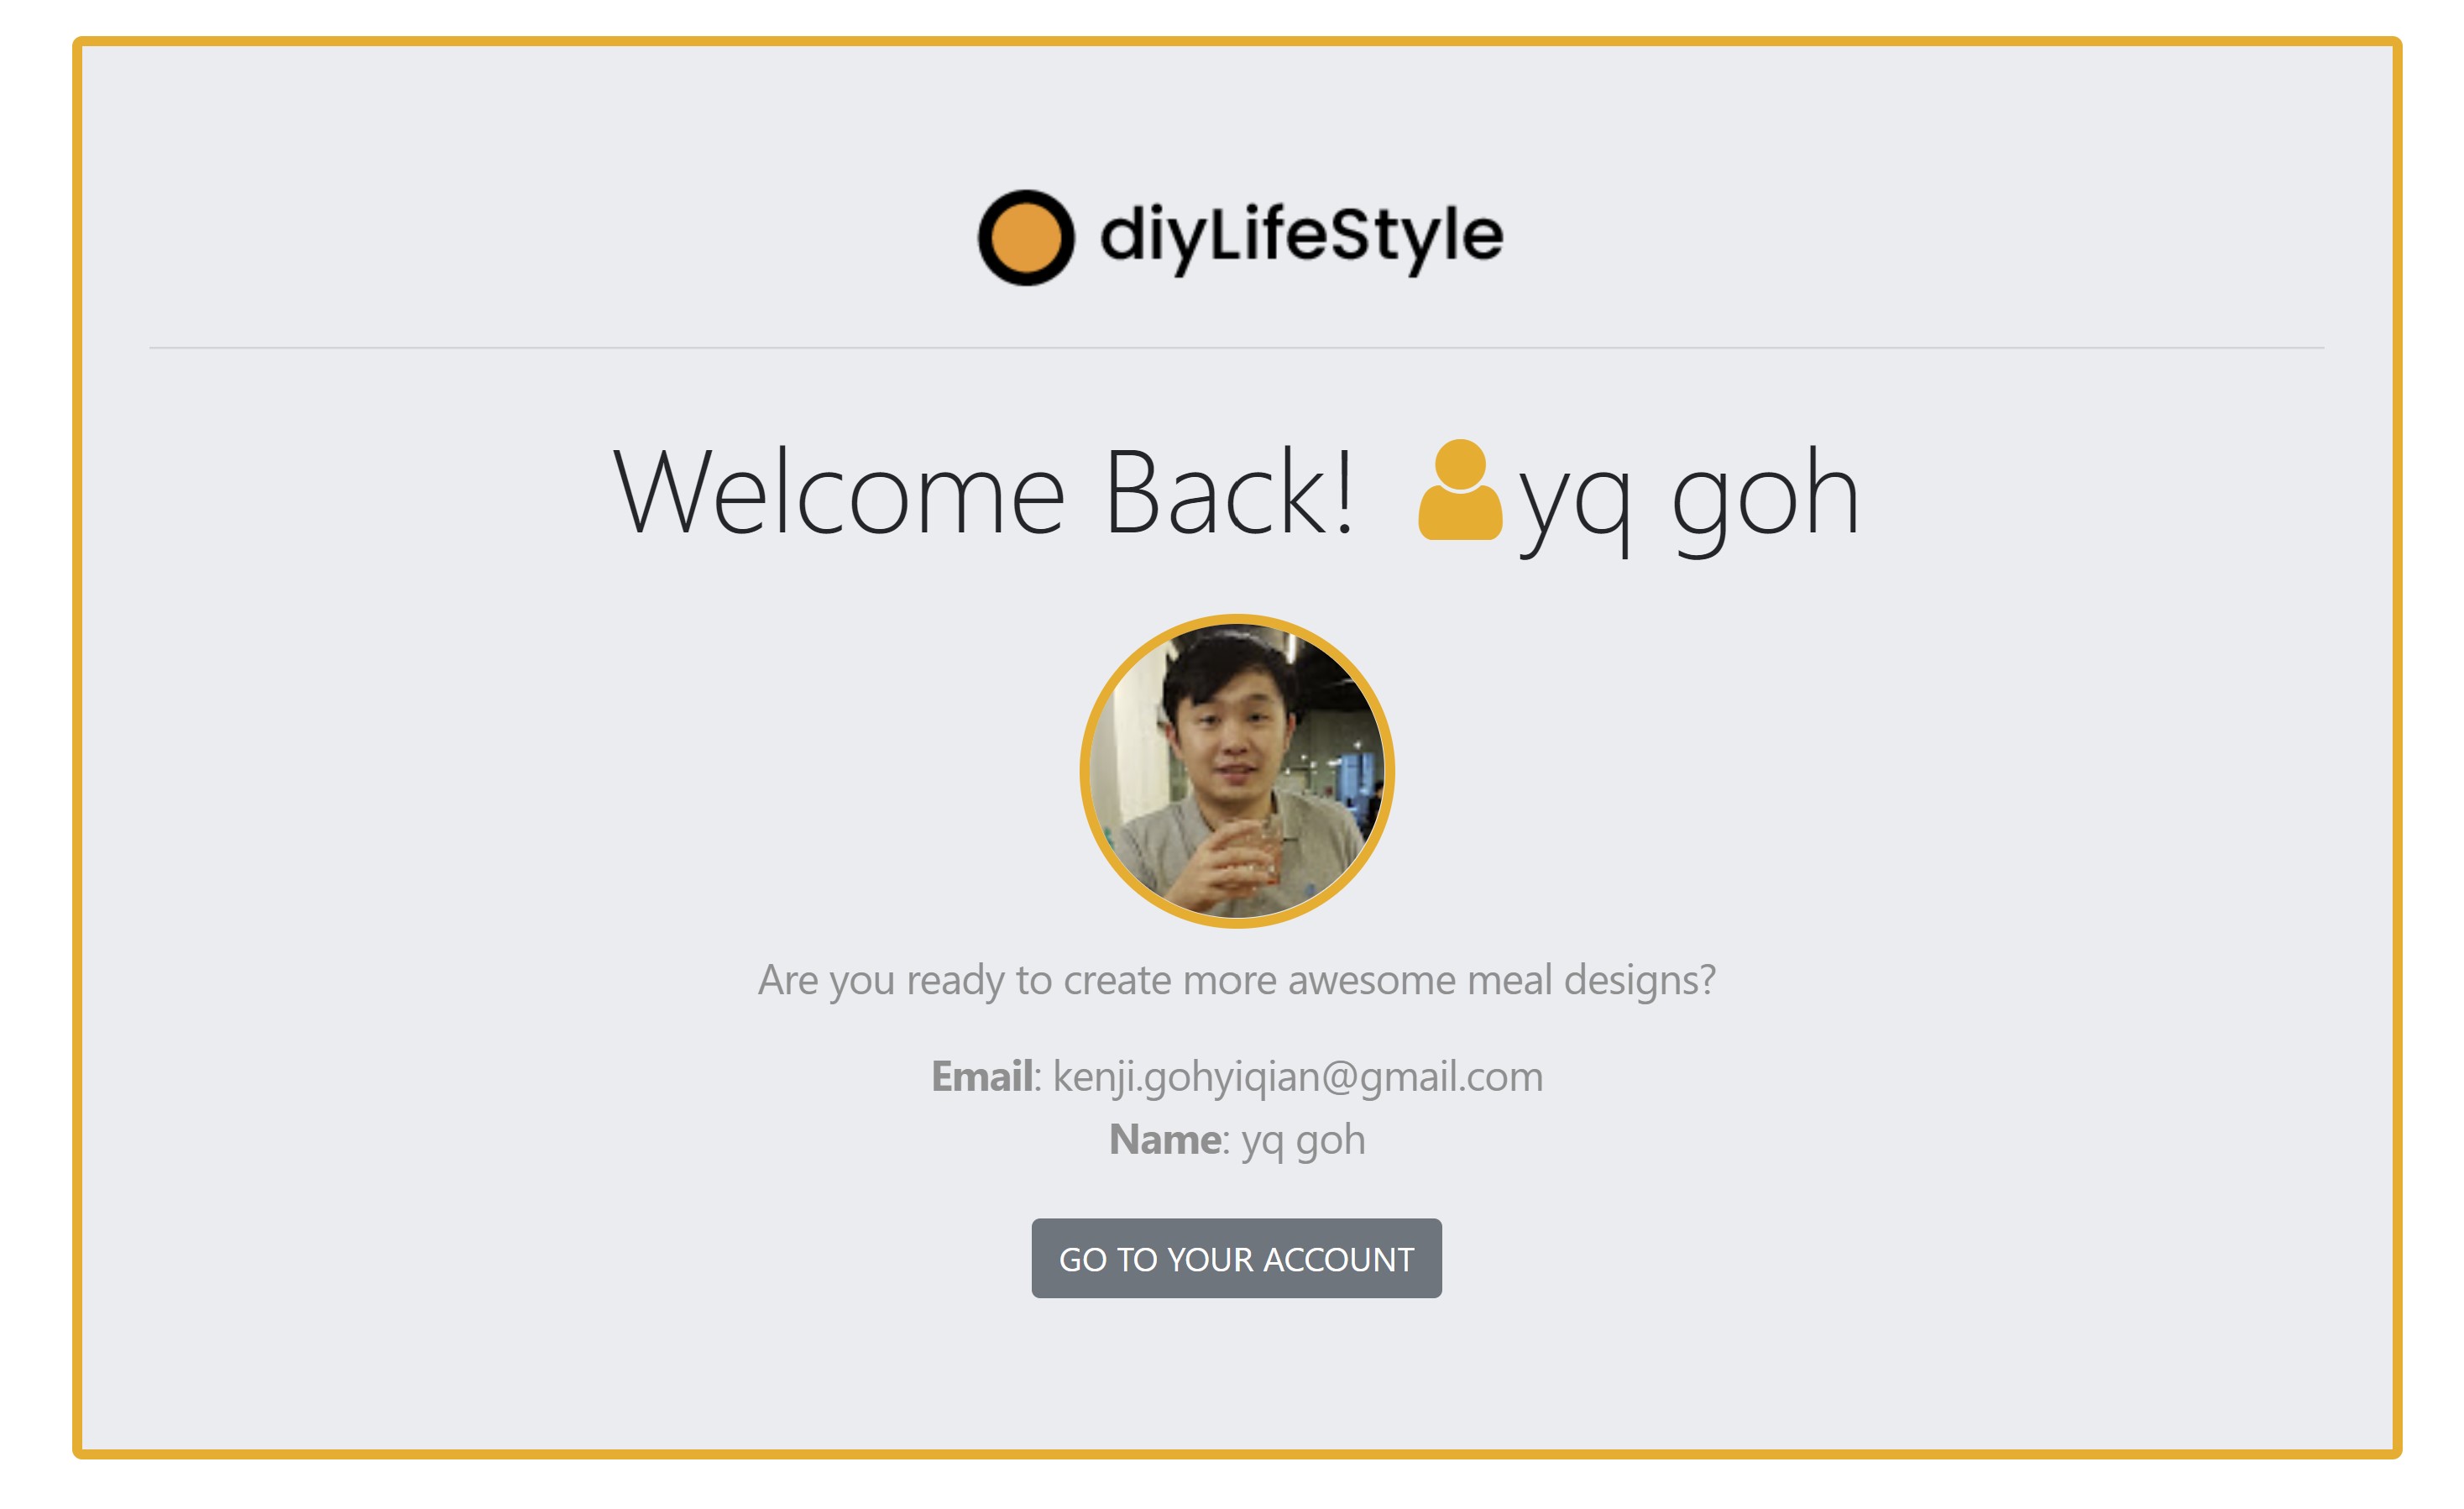 diyLifeStyle
Welcome Back! yq goh
Are you ready to create more awesome meal designs?
Email: kenji.gohyiqian@gmail.com
Name: yq goh
GO TO YOUR ACCOUNT